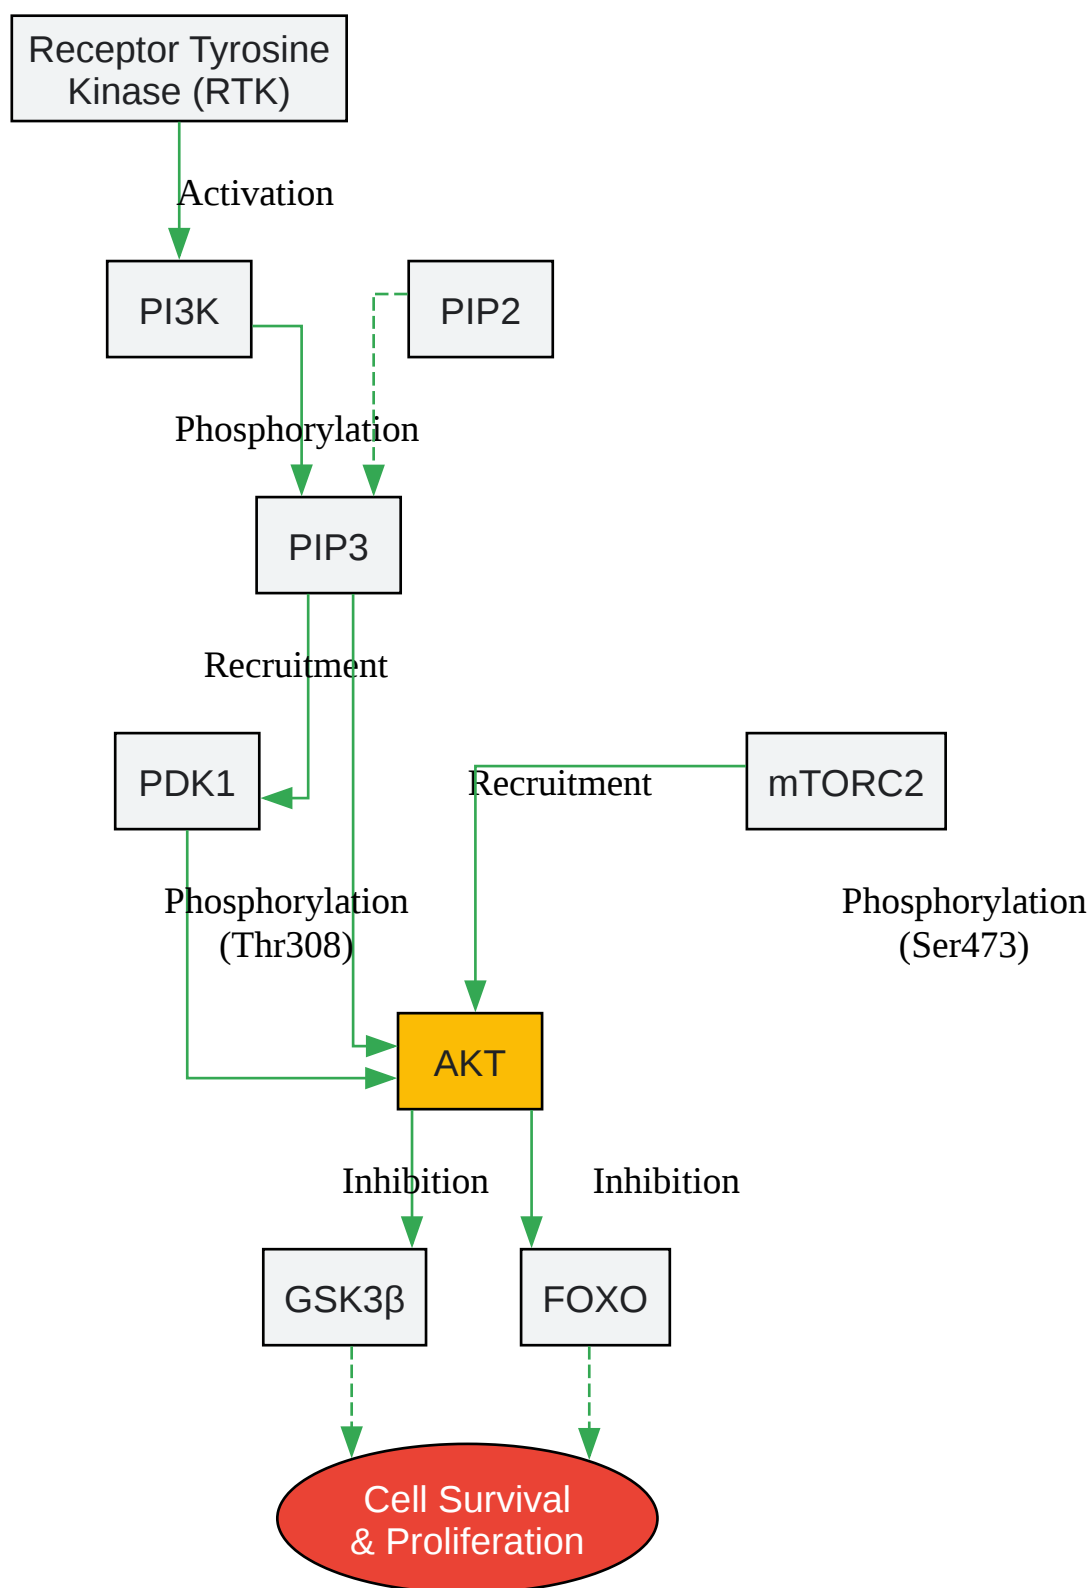 Receptor Tyrosine
Kinase (RTK)
Activation
PI3K
PIP2
Phosphorylation
PIP3
Recruitment
PDK1
Recruitment
mTORC2
Phosphorylation
(Thr308)
Phosphorylation
(Ser473)
AKT
Inhibition
Inhibition
GSK3β
FOXO
Cell Survival
& Proliferation